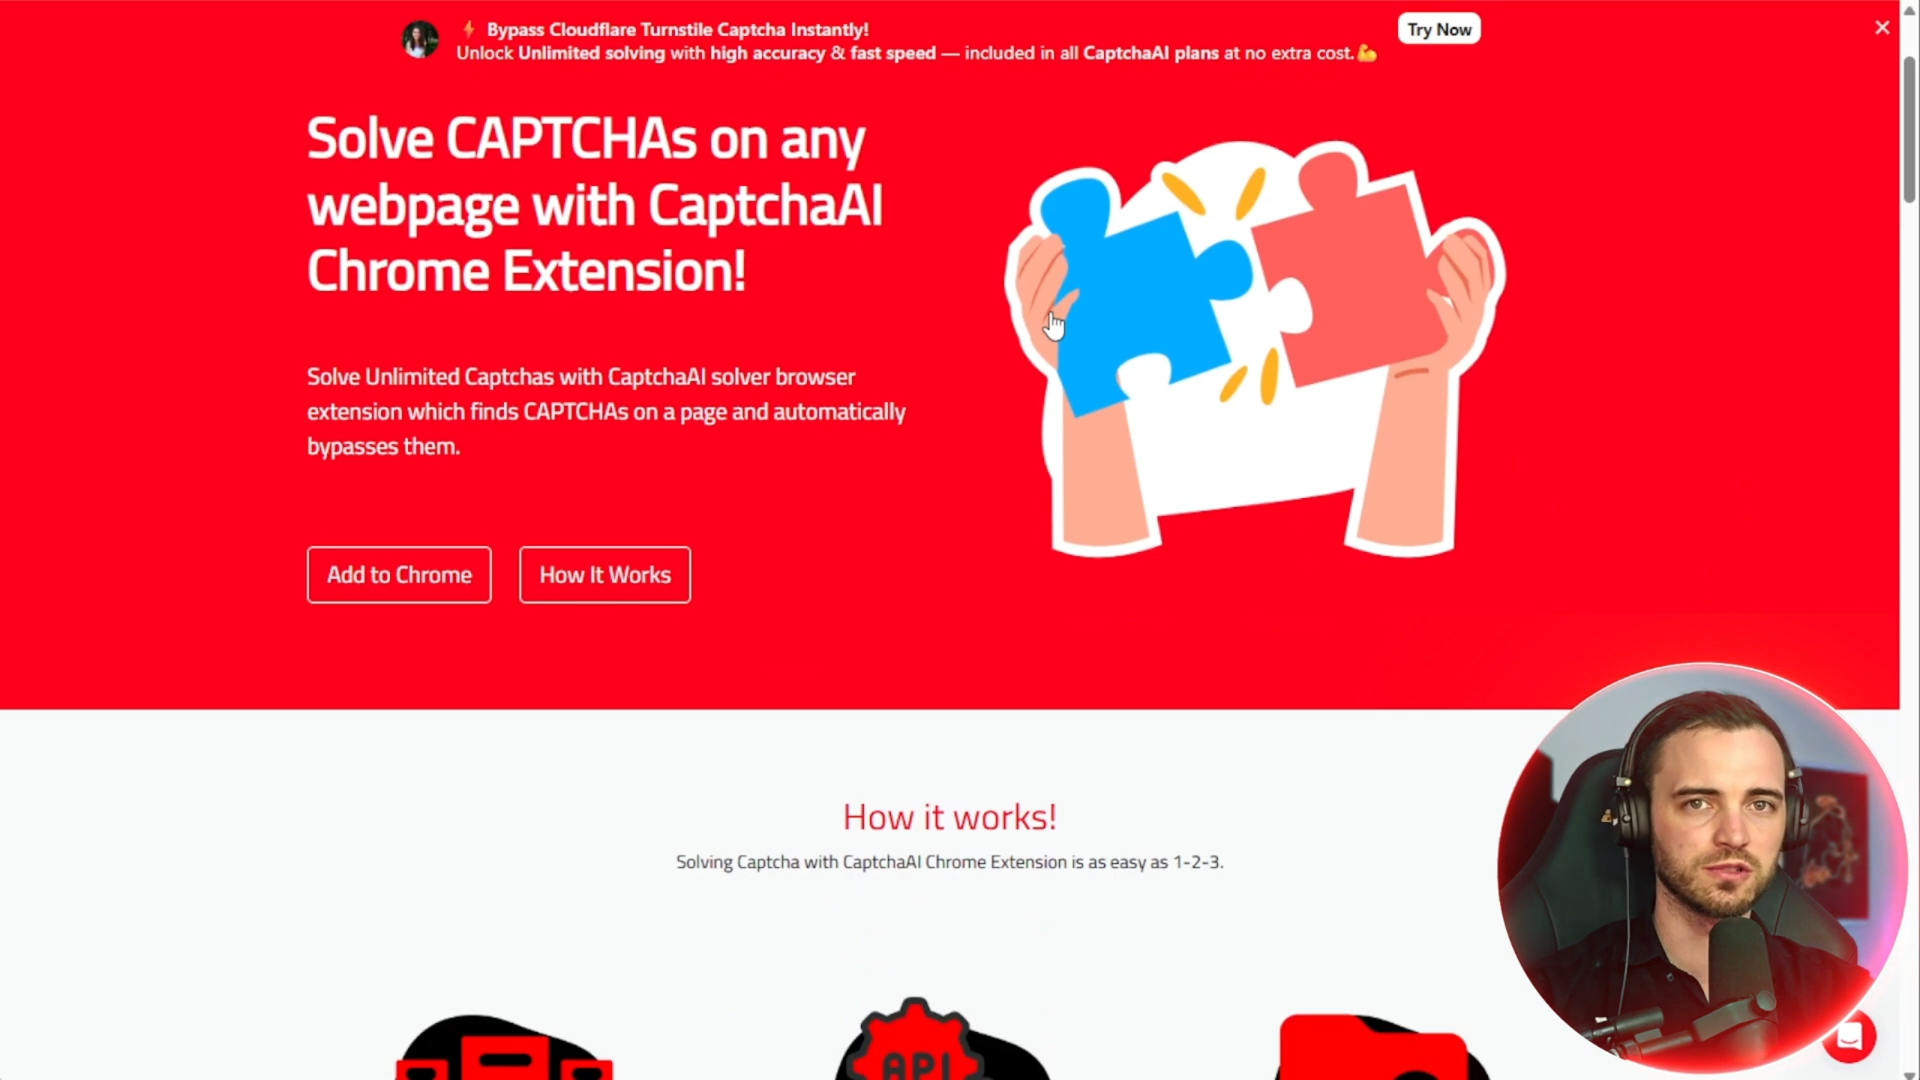 ⚡ Bypass Cloudflare Turnstile Captcha Instantly!
Unlock Unlimited solving with high accuracy & fast speed — included in all CaptchaAI plans at no extra cost.💪
Try Now
Solve CAPTCHAs on any
webpage with CaptchaAI
Chrome Extension!
Solve Unlimited Captchas with CaptchaAI solver browser
extension which finds CAPTCHAs on a page and automatically
bypasses them.
Add to Chrome
How It Works
How it works!
Solving Captcha with CaptchaAI Chrome Extension is as easy as 1-2-3.
API